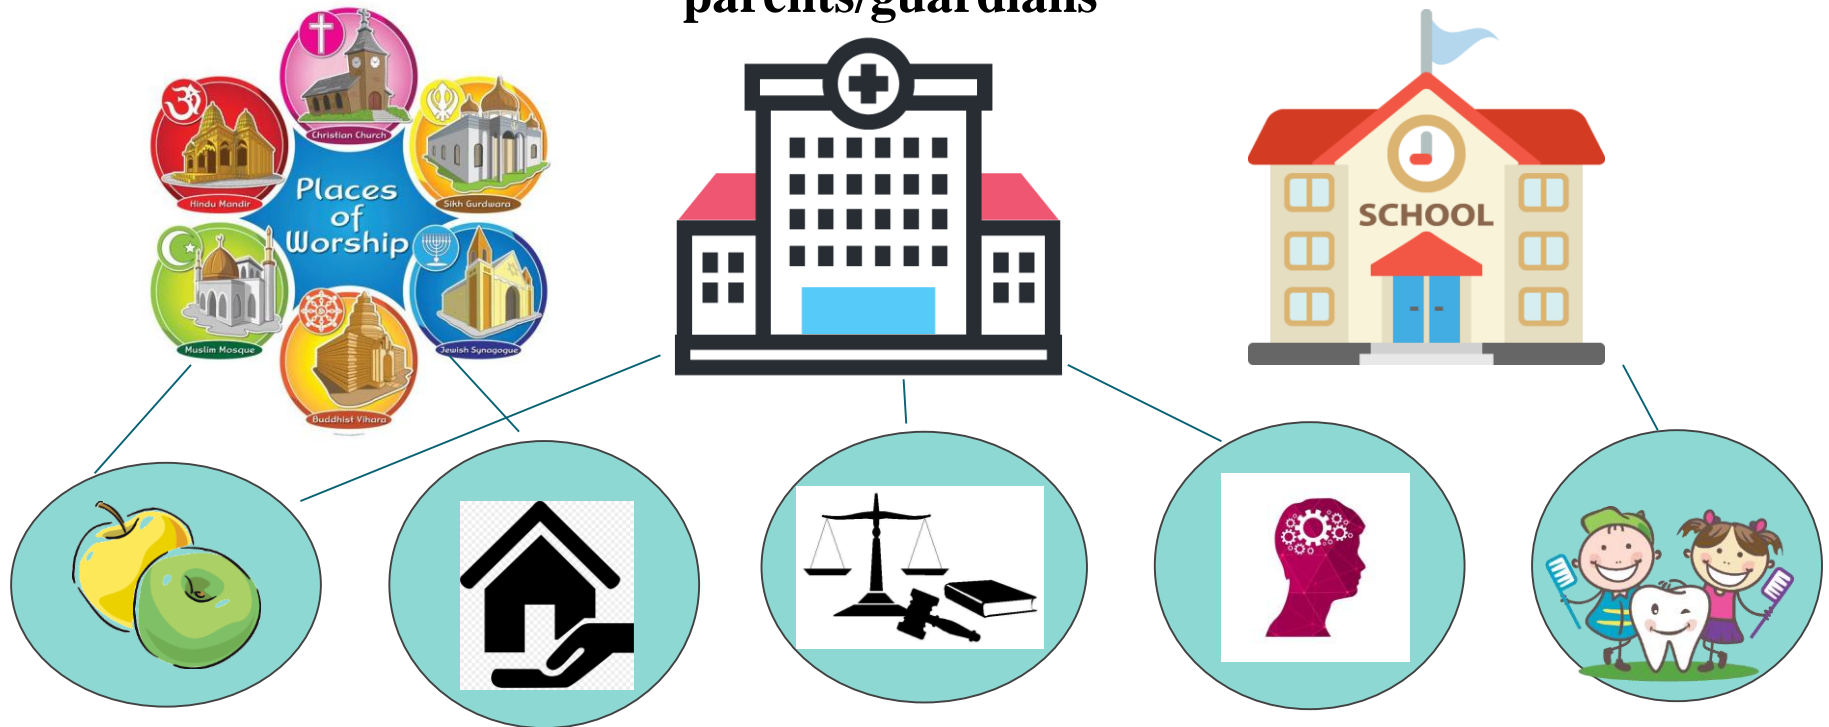 parents/guardians
Christian Church
Hindu Mandir
Sikh Gurdwara
Places
of
Worship
Muslim Mosque
Jewish Synagogue
Buddhist Vihara
SCHOOL